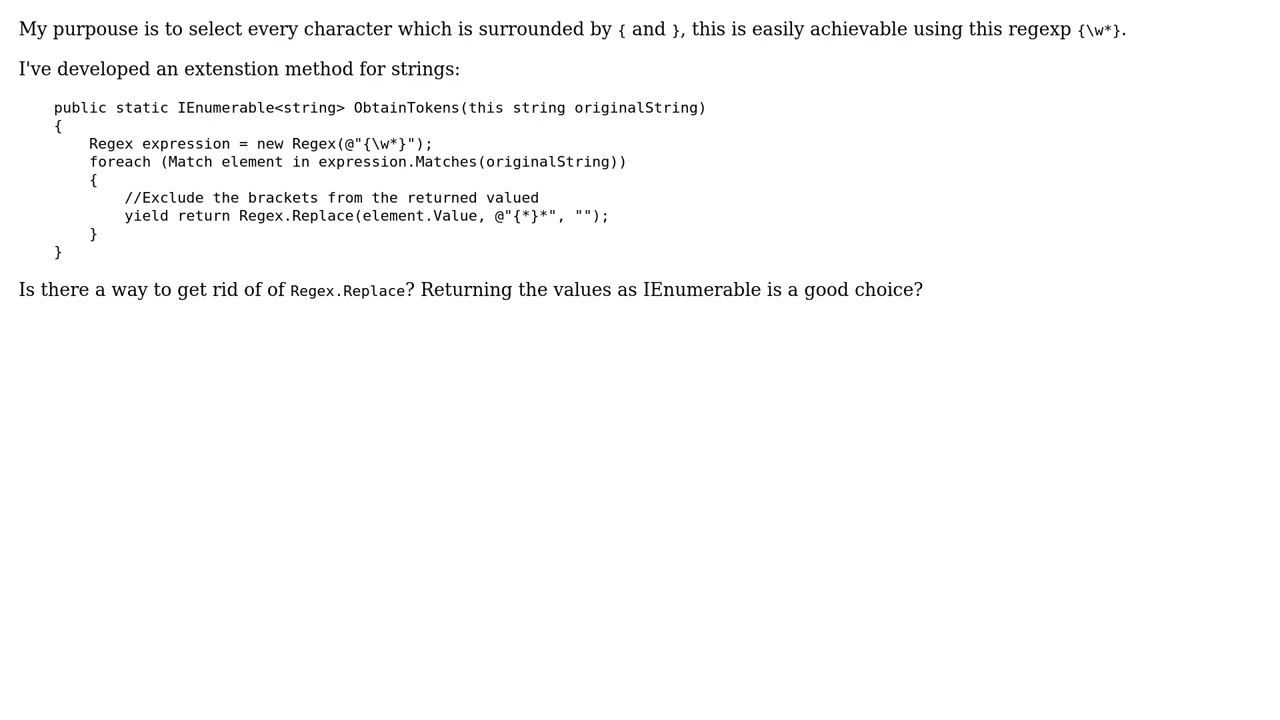 My purpouse is to select every character which is surrounded by { and }, this is easily achievable using this regexp {\w*}.
I've developed an extenstion method for strings:
public static IEnumerable<string> ObtainTokens(this string originalString)
{
Regex expression = new Regex(@"{\w*}");
foreach (Match element in expression.Matches(originalString))
{
//Exclude the brackets from the returned valued
yield return Regex.Replace(element.Value, @"{*}*", "");
}
}
Is there a way to get rid of of Regex.Replace? Returning the values as IEnumerable is a good choice?